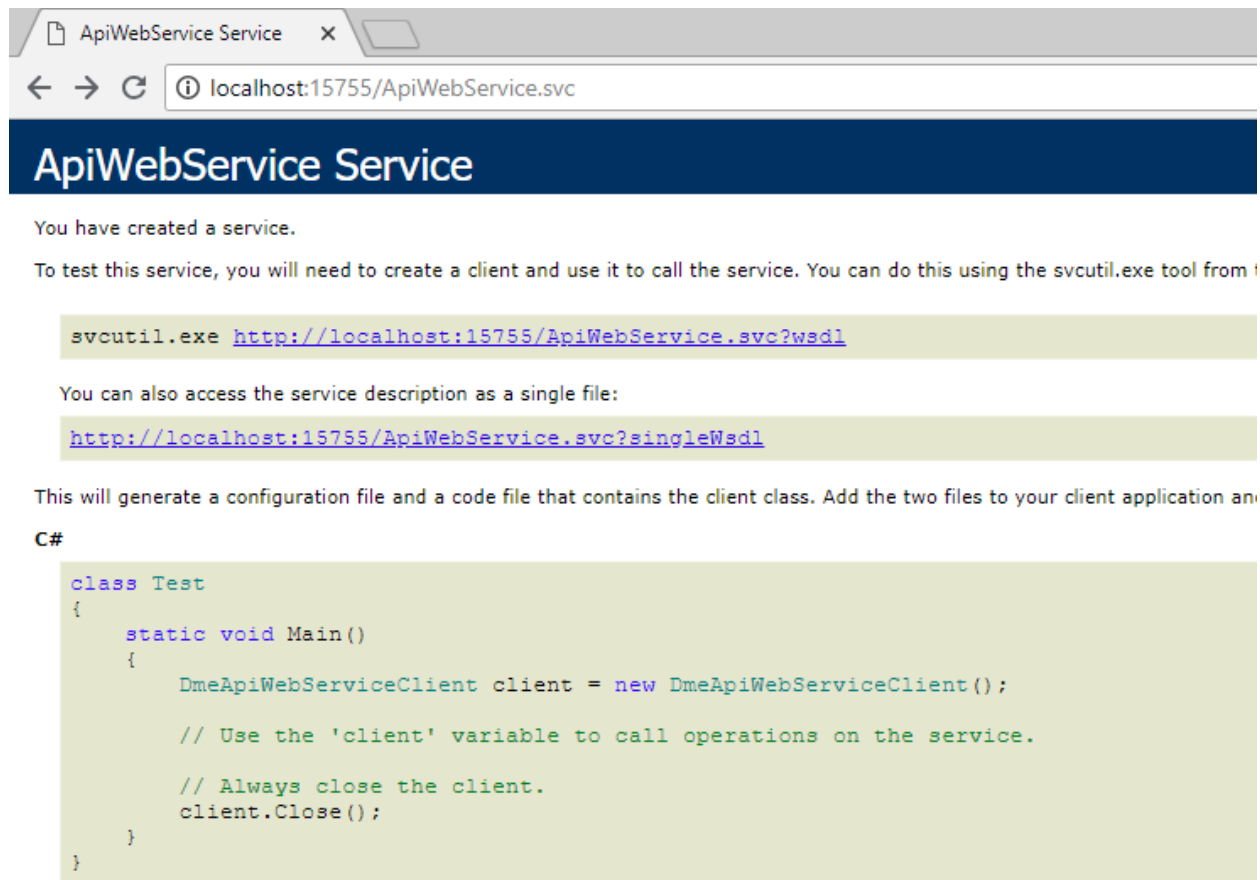 ApiWebService Service
localhost:15755/ApiWebService.svc
ApiWebService Service
You have created a service.
To test this service, you will need to create a client and use it to call the service. You can do this using the svcutil.exe tool from
svcutil.exe http://localhost:15755/ApiWebService.svc?wsdl
You can also access the service description as a single file:
http://localhost:15755/ApiWebService.svc?singleWsdl
This will generate a configuration file and a code file that contains the client class. Add the two files to your client application
C#
class Test
{
static void Main()
{
DmeApiWebServiceClient client = new DmeApiWebServiceClient();
// Use the 'client' variable to call operations on the service.
// Always close the client.
client.Close();
}
}